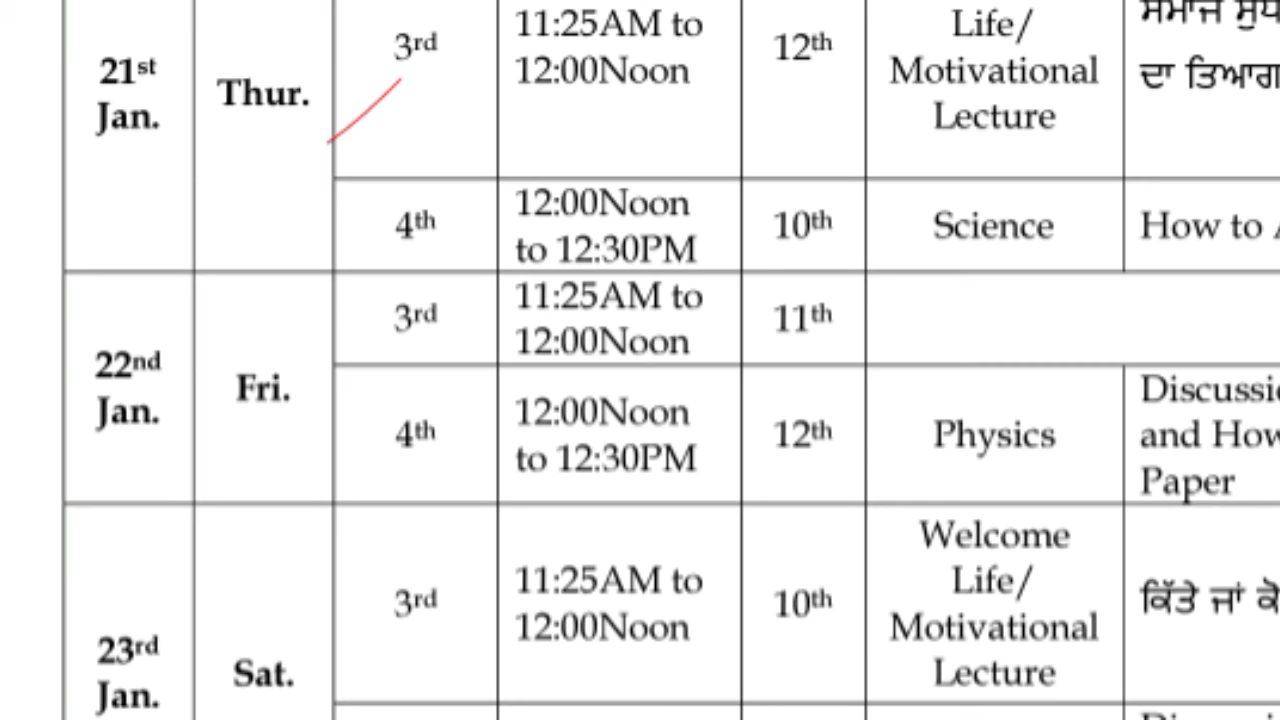 21st
Jan.
Thur.
3rd
11:25AM to
12:00Noon
12th
Life/
Motivational
Lecture
ਦਾ ਤਿਆਗ
4th
12:00Noon
to 12:30PM
10th
Science
How to
22nd
Jan.
Fri.
3rd
11:25AM to
12:00Noon
11th
4th
12:00Noon
to 12:30PM
12th
Physics
and How
Paper
23rd
Jan.
Sat.
3rd
11:25AM to
12:00Noon
10th
Welcome
Life/
Motivational
Lecture
ਕਿੱਤੇ ਜਾਂ